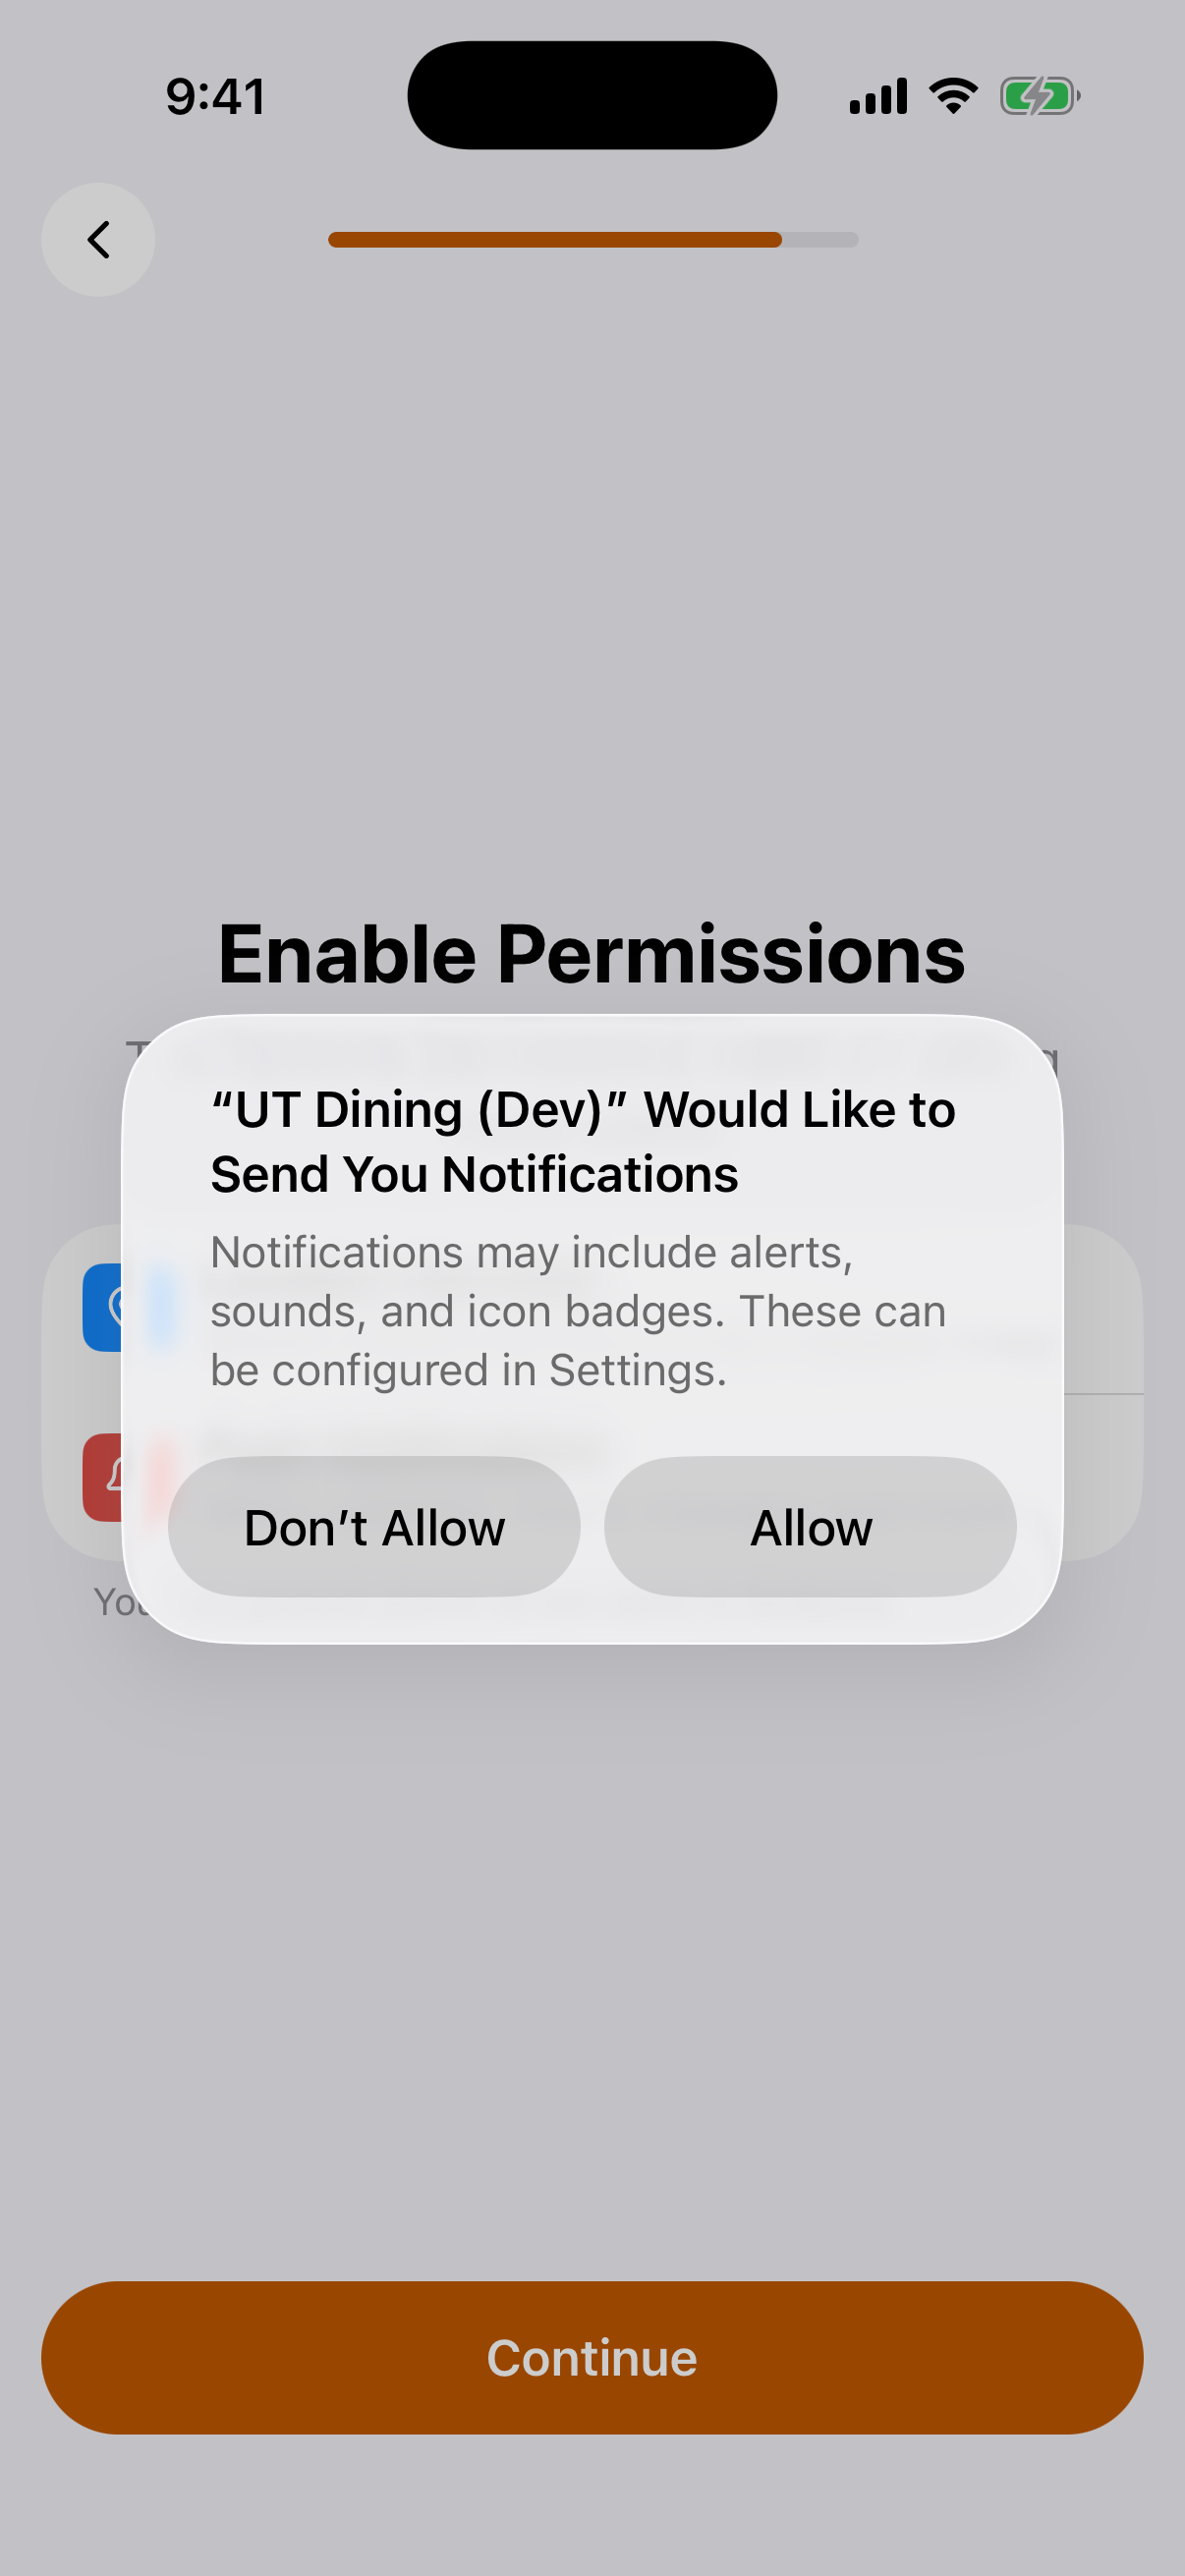 9:41
Enable Permissions
“UT Dining (Dev)” Would Like to
Send You Notifications
Notifications may include alerts,
sounds, and icon badges. These can
be configured in Settings.
Don’t Allow
Allow
Continue